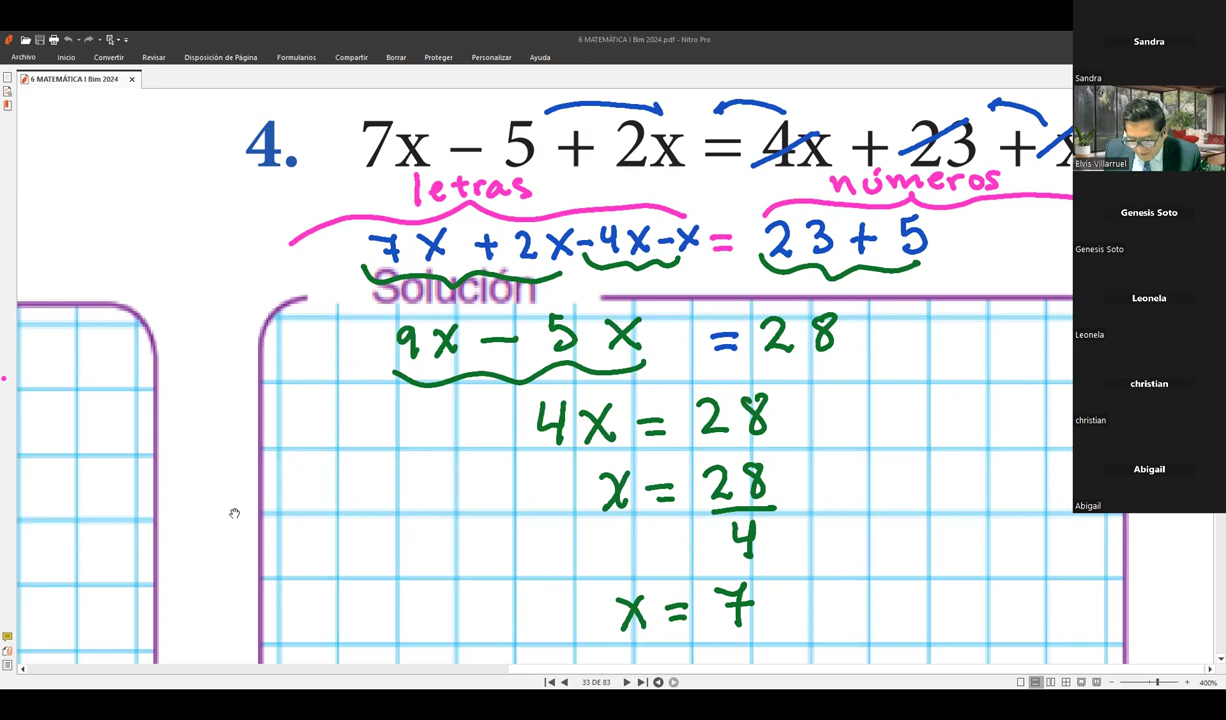 6 MATEMÁTICA I Bim 2024.pdf - Nitro Pro
Archivo Inicio Convertir Revisar Disposición de Página Formularios Compartir Borrar Proteger Personalizar Ayuda
6 MATEMÁTICA I Bim 2024
4. 7x – 5 + 2x = 4x + 23 + x
letras números
7x + 2x - 4x - x = 23 + 5
Solución
9x - 5x = 28
4x = 28
x = 28
4
x = 7
33 DE 83
400%
Sandra
Sandra
Elvis Villarruel
Genesis Soto
Genesis Soto
Leonela
Leonela
christian
christian
Abigail
Abigail